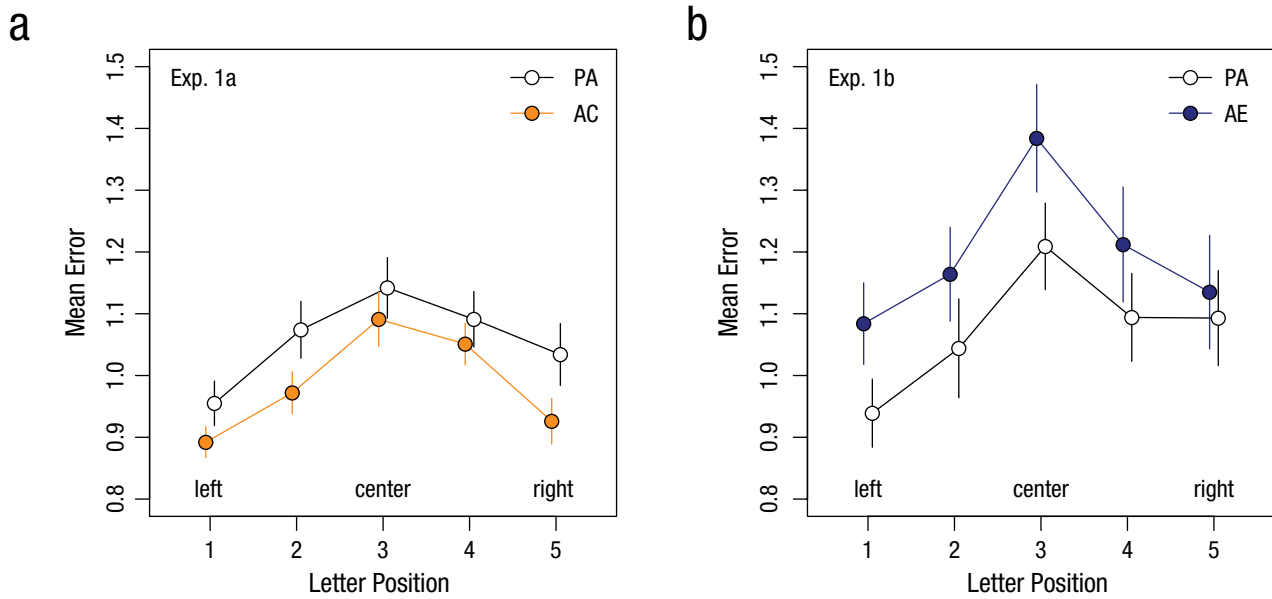 a
Exp. 1a
PA
AC
Mean Error
1.5
1.4
1.3
1.2
1.1
1.0
0.9
0.8
left center right
1 2 3 4 5
Letter Position
b
Exp. 1b
PA
AE
Mean Error
1.5
1.4
1.3
1.2
1.1
1.0
0.9
0.8
left center right
1 2 3 4 5
Letter Position